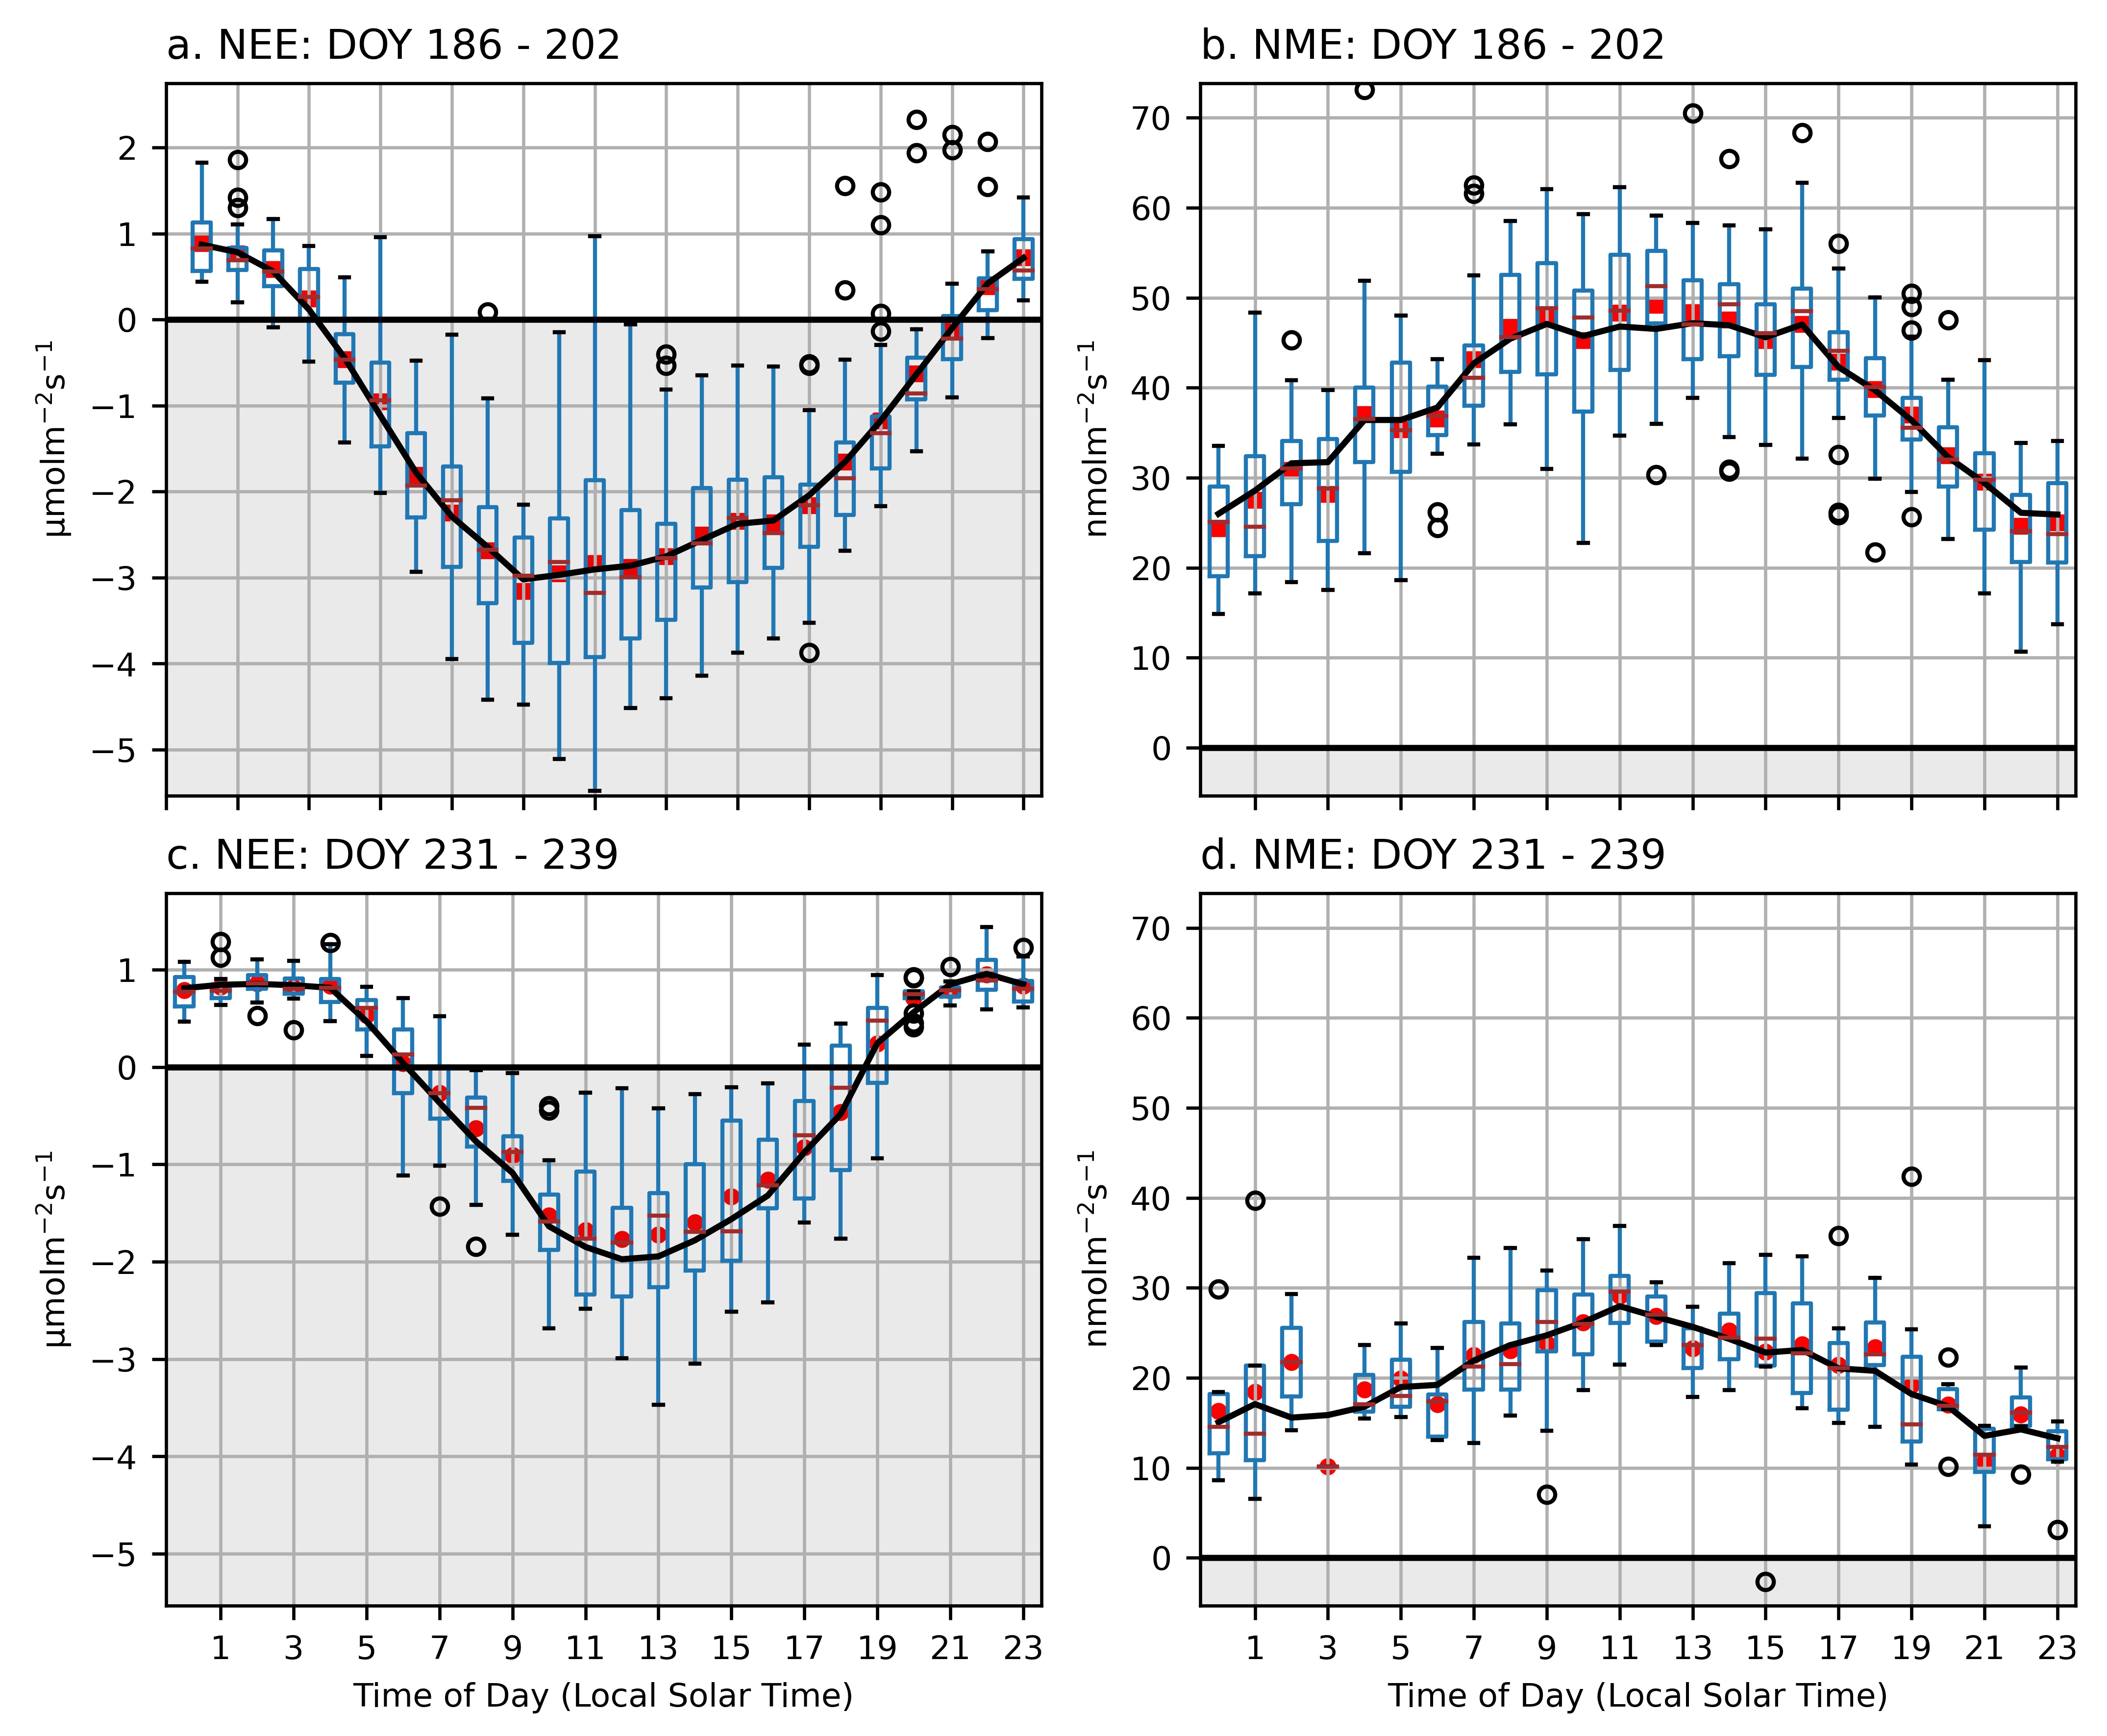 a. NEE: DOY 186 - 202
2
1
0
−1
−2
−3
−4
−5
μmolm⁻²s⁻¹
b. NME: DOY 186 - 202
70
60
50
40
30
20
10
0
nmolm⁻²s⁻¹
c. NEE: DOY 231 - 239
1
0
−1
−2
−3
−4
−5
μmolm⁻²s⁻¹
1 3 5 7 9 11 13 15 17 19 21 23
Time of Day (Local Solar Time)
d. NME: DOY 231 - 239
70
60
50
40
30
20
10
0
nmolm⁻²s⁻¹
1 3 5 7 9 11 13 15 17 19 21 23
Time of Day (Local Solar Time)